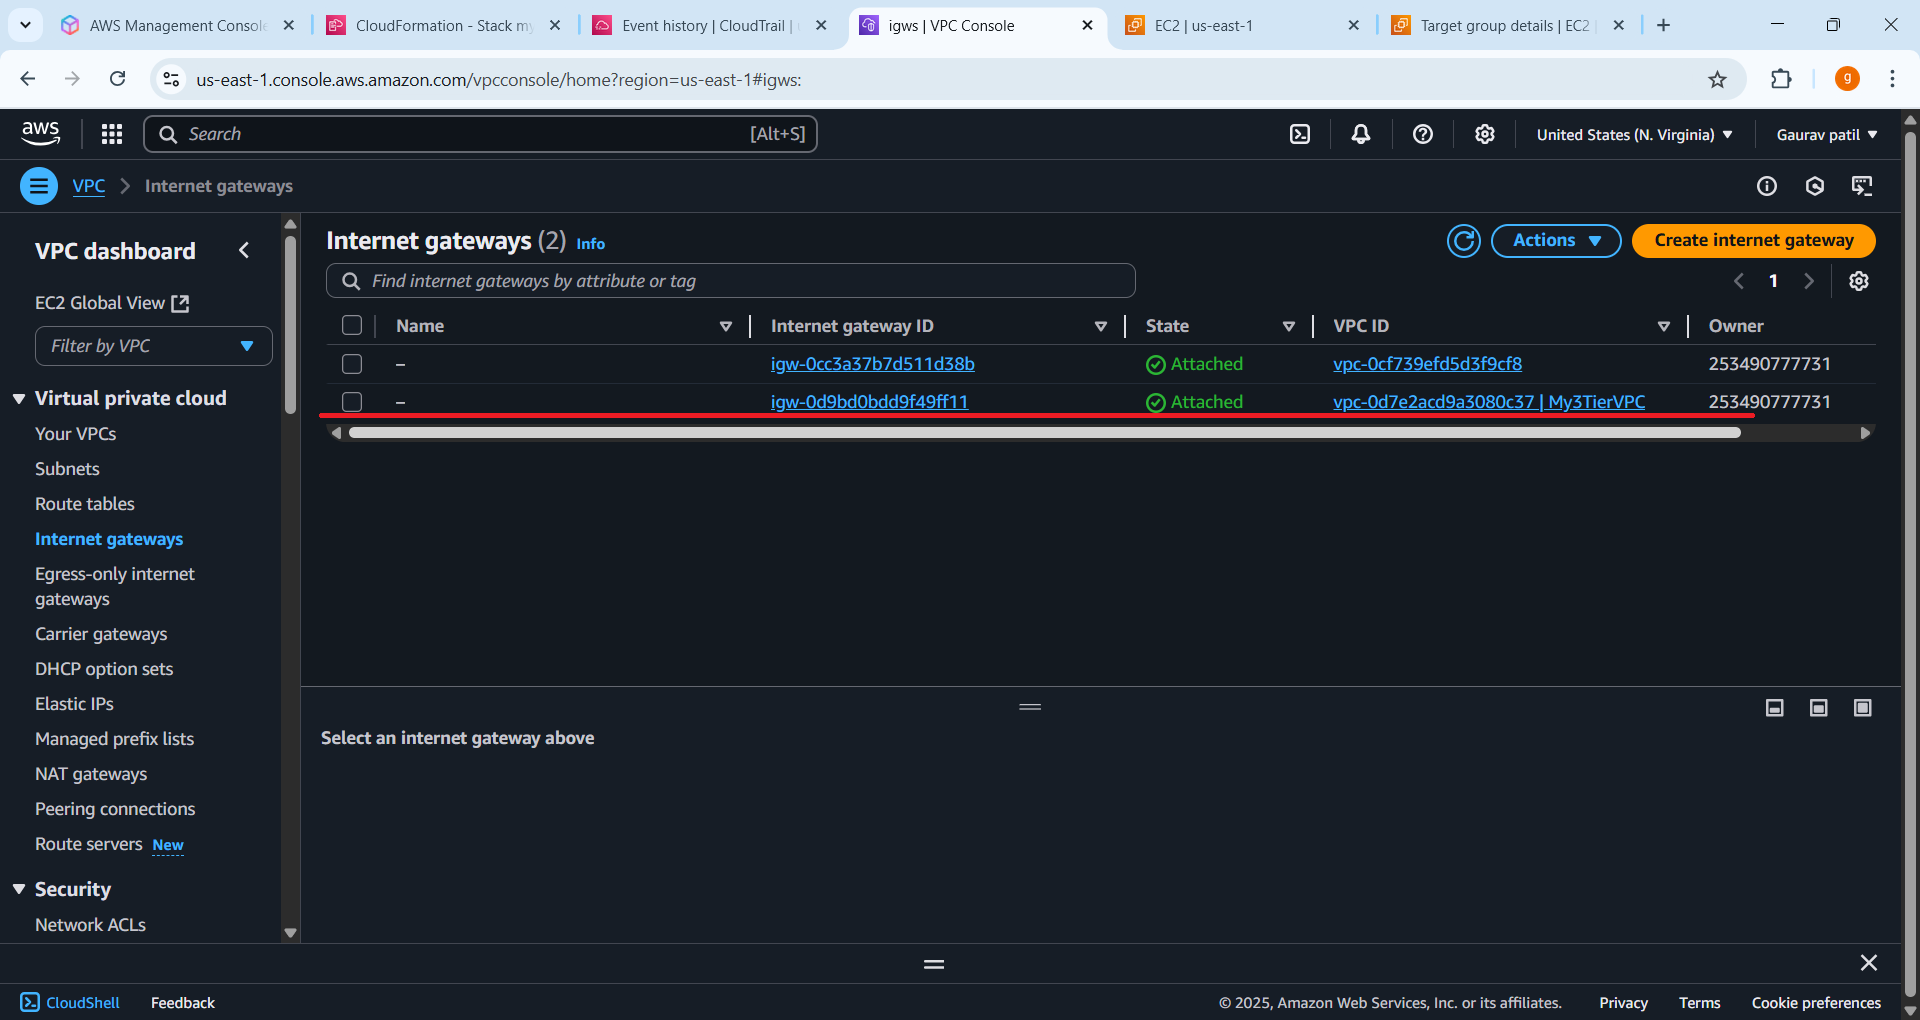 AWS Management Console
CloudFormation - Stack my
Event history | CloudTrail |
igws | VPC Console
EC2 | us-east-1
Target group details | EC2 |
us-east-1.console.aws.amazon.com/vpcconsole/home?region=us-east-1#igws:
g
aws
Search
[Alt+S]
United States (N. Virginia)
Gaurav patil
VPC
Internet gateways
VPC dashboard
EC2 Global View
Filter by VPC
Virtual private cloud
Your VPCs
Subnets
Route tables
Internet gateways
Egress-only internet
gateways
Carrier gateways
DHCP option sets
Elastic IPs
Managed prefix lists
NAT gateways
Peering connections
Route servers New
Security
Network ACLs
Internet gateways (2) Info
Actions
Create internet gateway
Find internet gateways by attribute or tag
1
Name Internet gateway ID State VPC ID Owner
– igw-0cc3a37b7d511d38b Attached vpc-0cf739efd5d3f9cf8 253490777731
– igw-0d9bd0bdd9f49ff11 Attached vpc-0d7e2acd9a3080c37 | My3TierVPC 253490777731
Select an internet gateway above
CloudShell
Feedback
© 2025, Amazon Web Services, Inc. or its affiliates.
Privacy
Terms
Cookie preferences